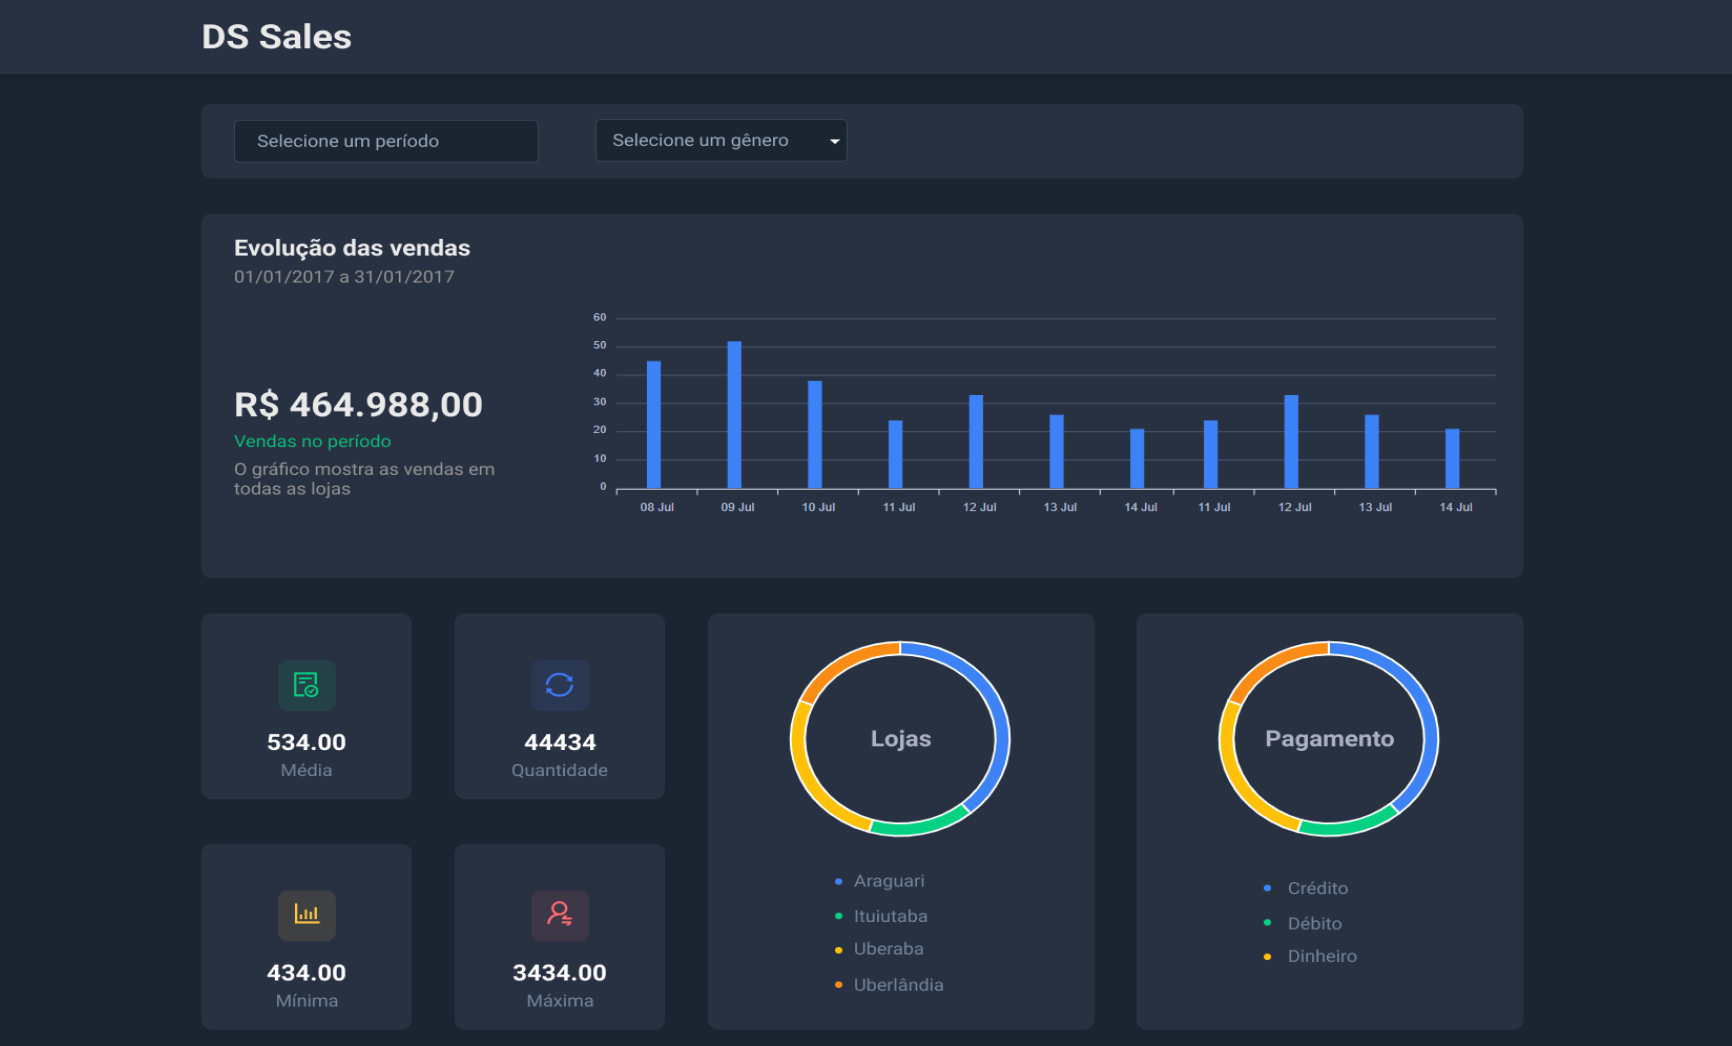 DS Sales
Selecione um período
Selecione um gênero
Evolução das vendas
01/01/2017 a 31/01/2017
R$ 464.988,00
Vendas no período
O gráfico mostra as vendas em
todas as lojas
60
50
40
30
20
10
0
08 Jul 09 Jul 10 Jul 11 Jul 12 Jul 13 Jul 14 Jul 11 Jul 12 Jul 13 Jul 14 Jul
534.00
Média
44434
Quantidade
434.00
Mínima
3434.00
Máxima
Lojas
Araguari
Ituiutaba
Uberaba
Uberlândia
Pagamento
Crédito
Débito
Dinheiro